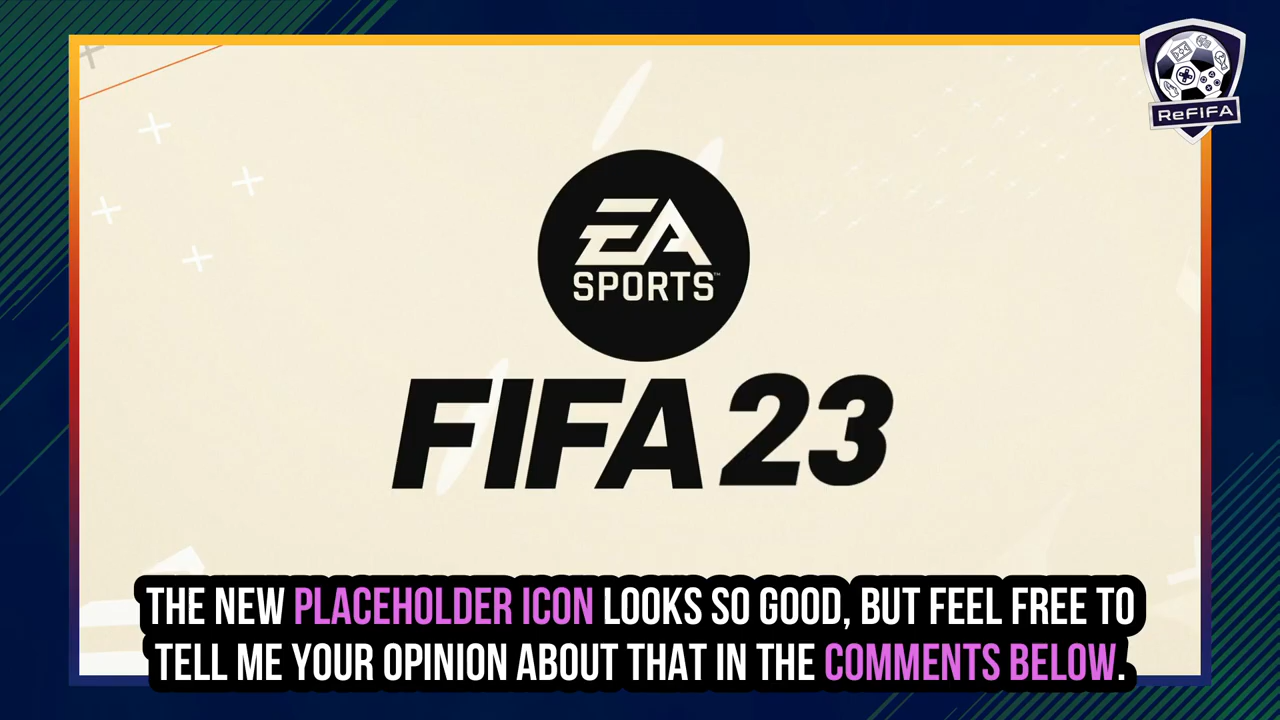 ReFIFA
EA
SPORTS™
FIFA 23
THE NEW PLACEHOLDER ICON LOOKS SO GOOD, BUT FEEL FREE TO
TELL ME YOUR OPINION ABOUT THAT IN THE COMMENTS BELOW.